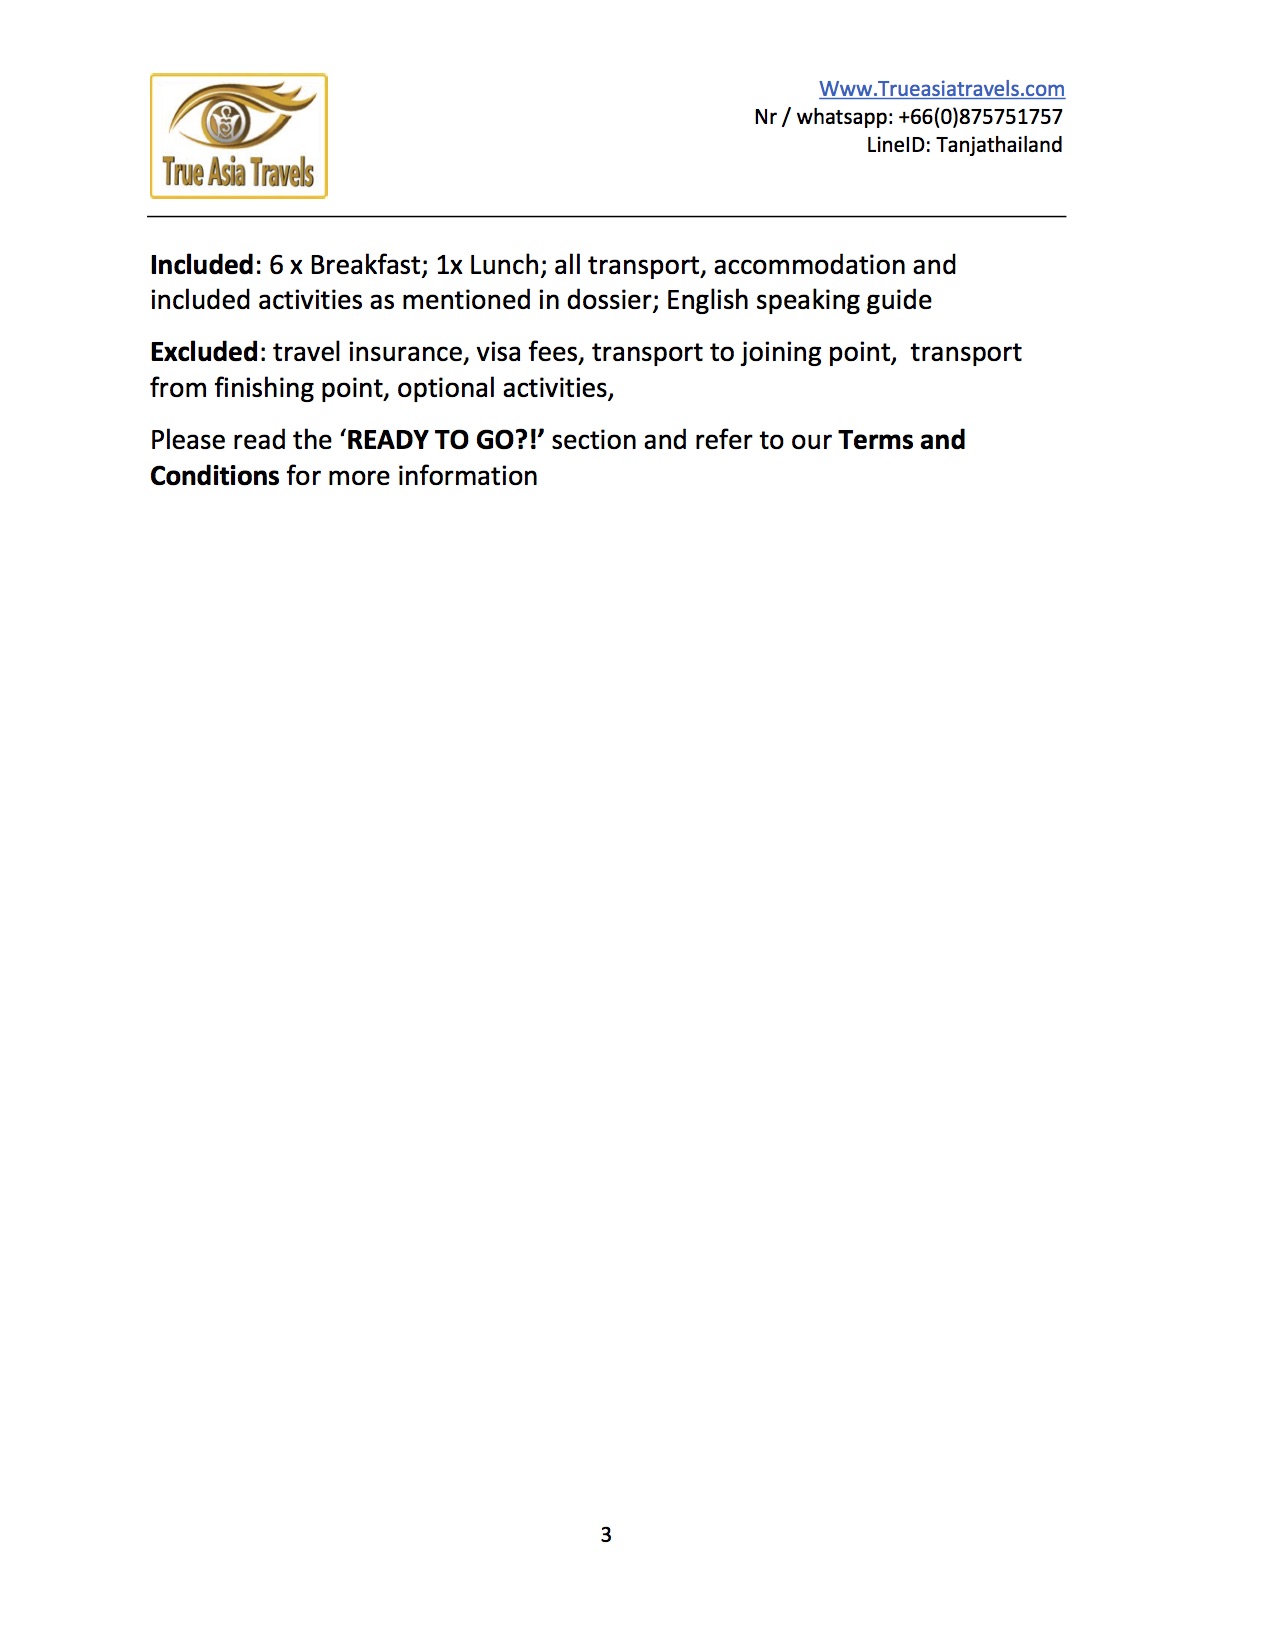 True Asia Travels
Www.Trueasiatravels.com
Nr / whatsapp: +66(0)875751757
LineID: Tanjathailand
Included: 6 x Breakfast; 1x Lunch; all transport, accommodation and
included activities as mentioned in dossier; English speaking guide
Excluded: travel insurance, visa fees, transport to joining point,  transport
from finishing point, optional activities,
Please read the ‘READY TO GO?!’ section and refer to our Terms and
Conditions for more information
3